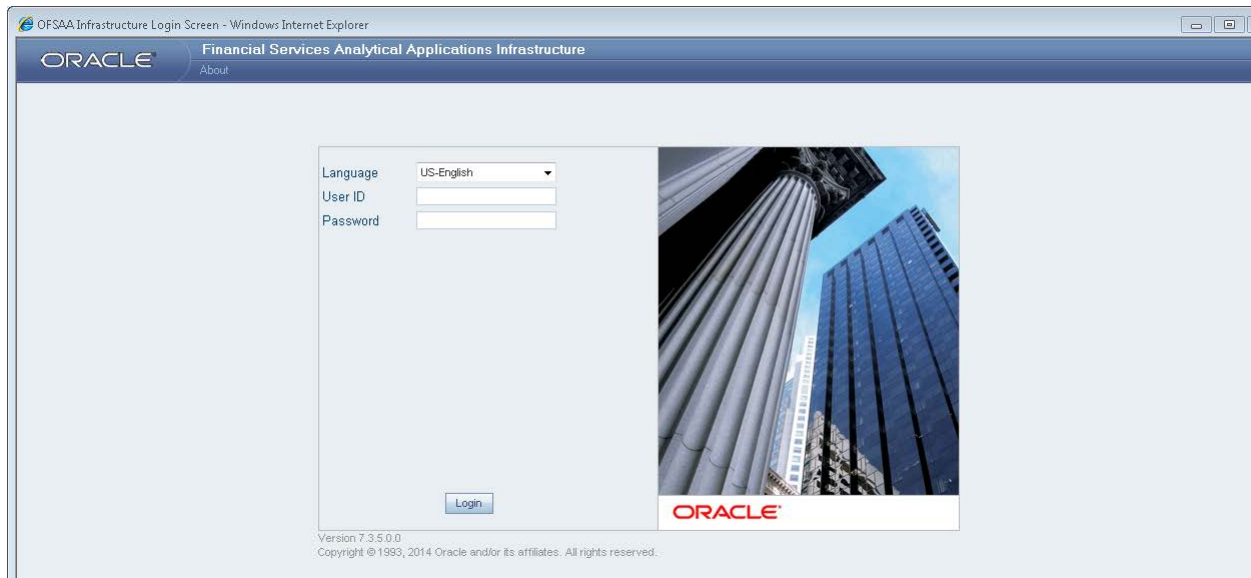 OFSAA Infrastructure Login Screen - Windows Internet Explorer
ORACLE
Financial Services Analytical Applications Infrastructure
About
Language US-English
User ID
Password
Login
ORACLE
Version 7.3.5.0.0
Copyright © 1993, 2014 Oracle and/or its affiliates. All rights reserved.